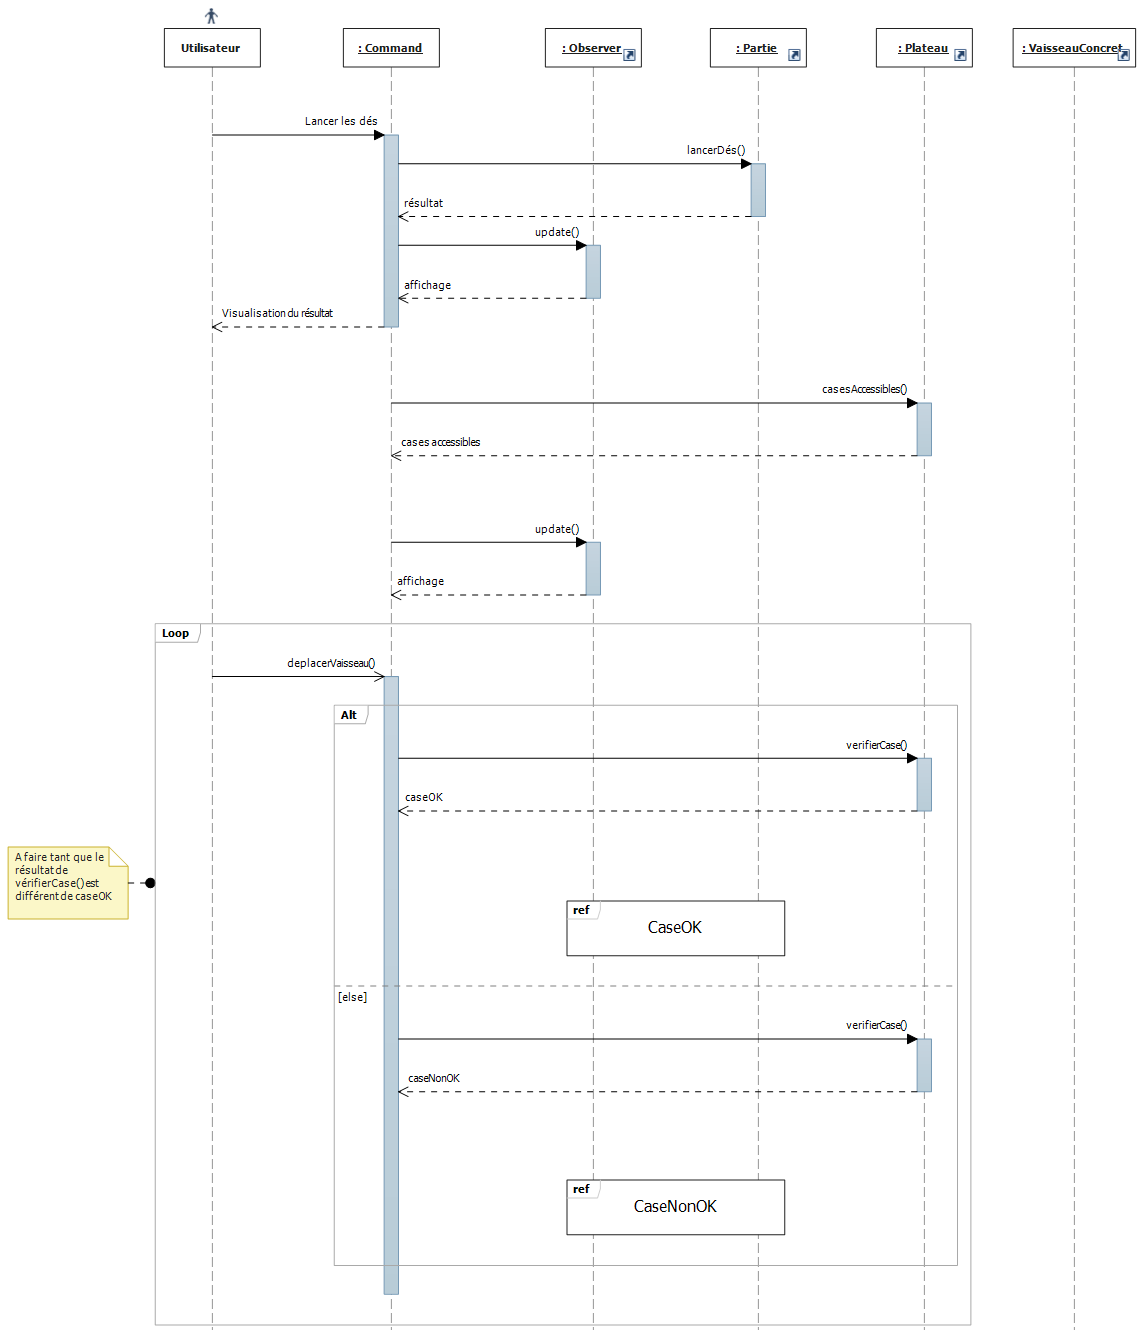 Utilisateur
: Command
: Observer
: Partie
: Plateau
: VaisseauConcret
Lancer les dés
lancerDés()
résultat
update()
affichage
Visualisation du résultat
casesAccessibles()
cases accessibles
update()
affichage
Loop
deplacerVaisseau()
Alt
verifierCase()
caseOK
A faire tant que le
résultat de
vérifierCase() est
différent de caseOK
ref
CaseOK
[else]
verifierCase()
caseNonOK
ref
CaseNonOK